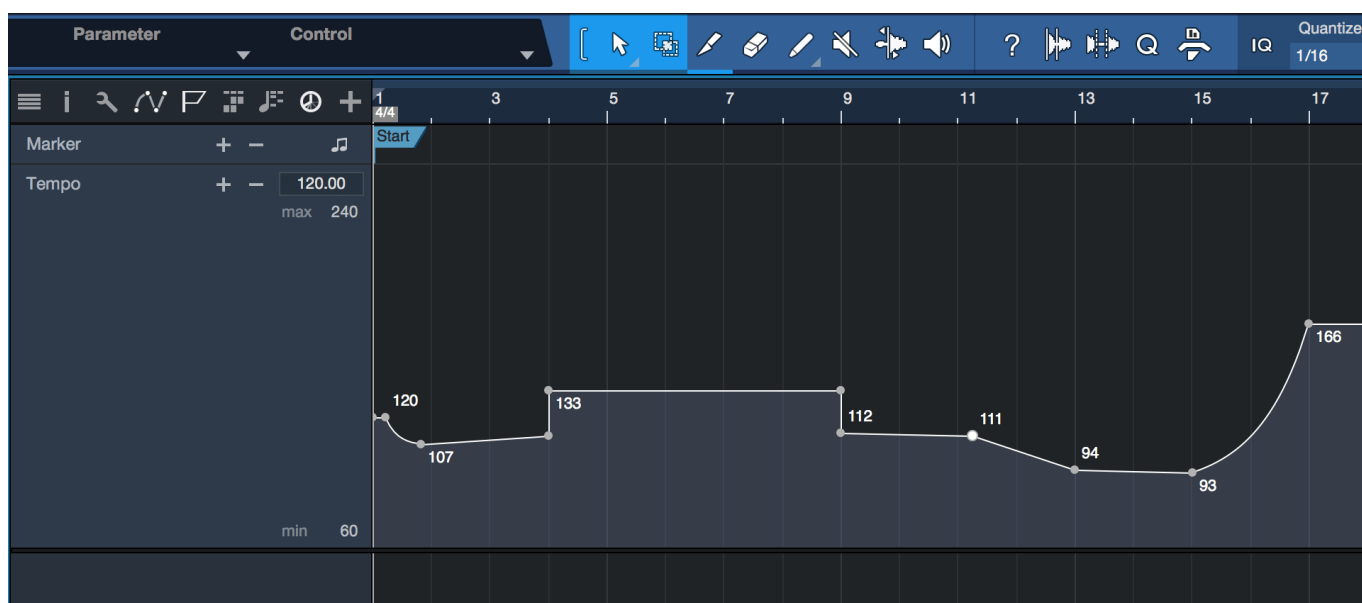 Parameter
Control
?
Q
IQ
Quantize
1/16
i
1
3
5
7
9
11
13
15
17
4/4
Marker
+ −
Start
Tempo
+ −
120.00
max 240
120
107
133
112
111
94
93
166
min 60